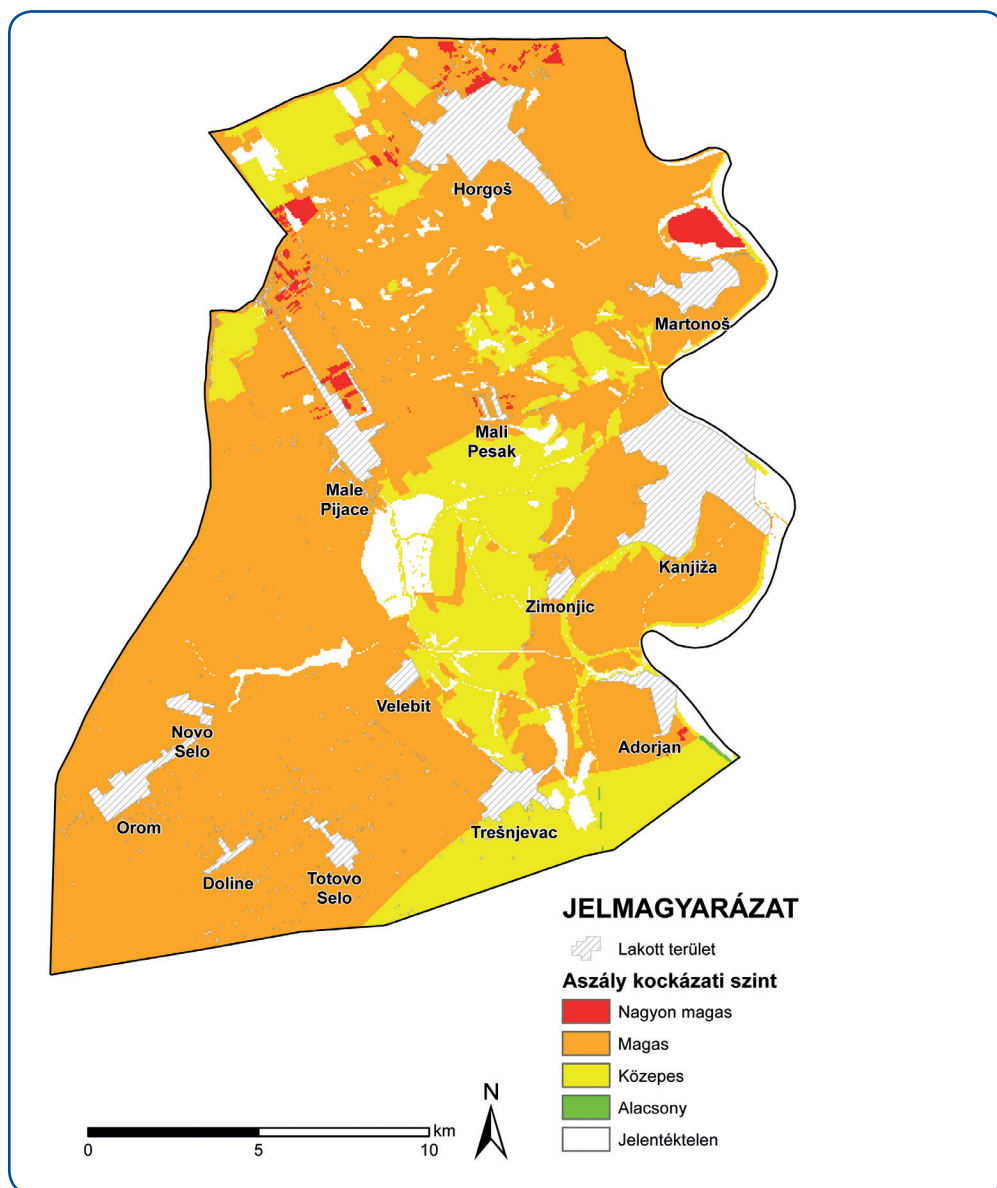 Horgoš
Martonoš
Mali
Pesak
Male
Pijace
Kanjiža
Zimonjic
Velebit
Novo
Selo
Adorjan
Orom
Trešnjevac
Doline
Totovo
Selo
JELMAGYARÁZAT
Lakott terület
Aszály kockázati szint
Nagyon magas
Magas
Közepes
Alacsony
Jelentéktelen
N
km
0 5 10